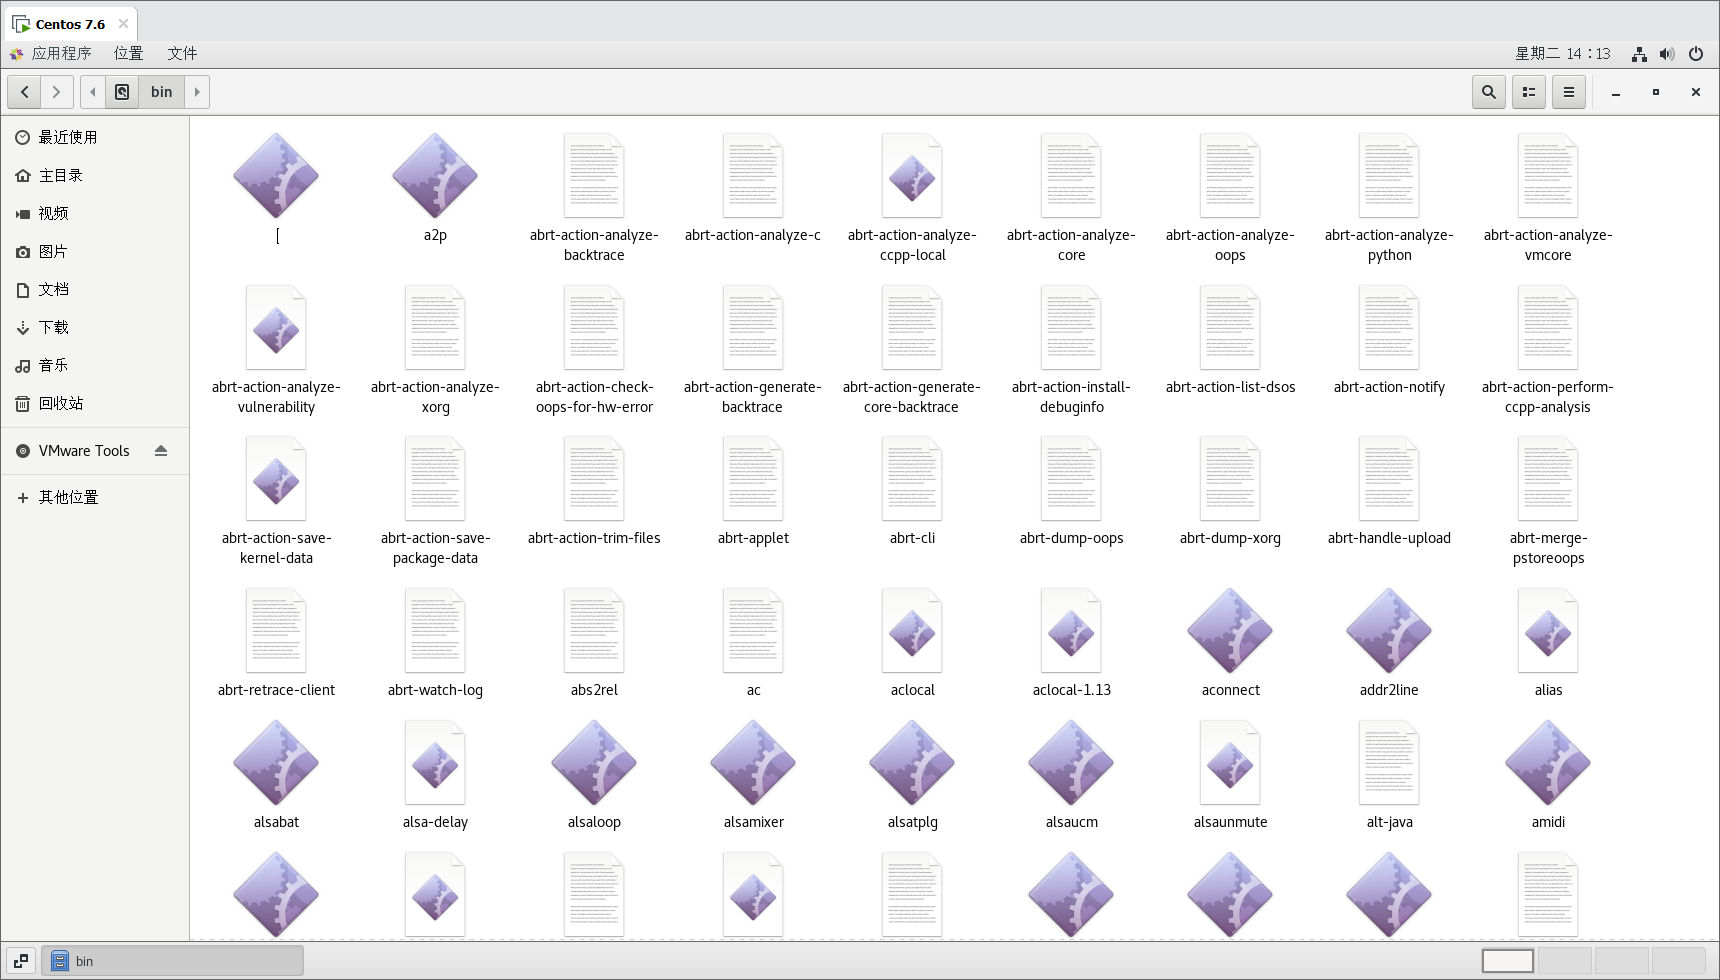 Centos 7.6
应用程序 位置 文件 星期二 14：13
bin
最近使用
主目录
视频
图片
文档
下载
音乐
回收站
VMware Tools
其他位置
[ a2p abrt-action-analyze-backtrace abrt-action-analyze-c abrt-action-analyze-ccpp-local abrt-action-analyze-core abrt-action-analyze-oops abrt-action-analyze-python abrt-action-analyze-vmcore
abrt-action-analyze-vulnerability abrt-action-analyze-xorg abrt-action-check-oops-for-hw-error abrt-action-generate-backtrace abrt-action-generate-core-backtrace abrt-action-install-debuginfo abrt-action-list-dsos abrt-action-notify abrt-action-perform-ccpp-analysis
abrt-action-save-kernel-data abrt-action-save-package-data abrt-action-trim-files abrt-applet abrt-cli abrt-dump-oops abrt-dump-xorg abrt-handle-upload abrt-merge-pstoreoops
abrt-retrace-client abrt-watch-log abs2rel ac aclocal aclocal-1.13 aconnect addr2line alias
alsabat alsa-delay alsaloop alsamixer alsatplg alsaucm alsaunmute alt-java amidi
bin